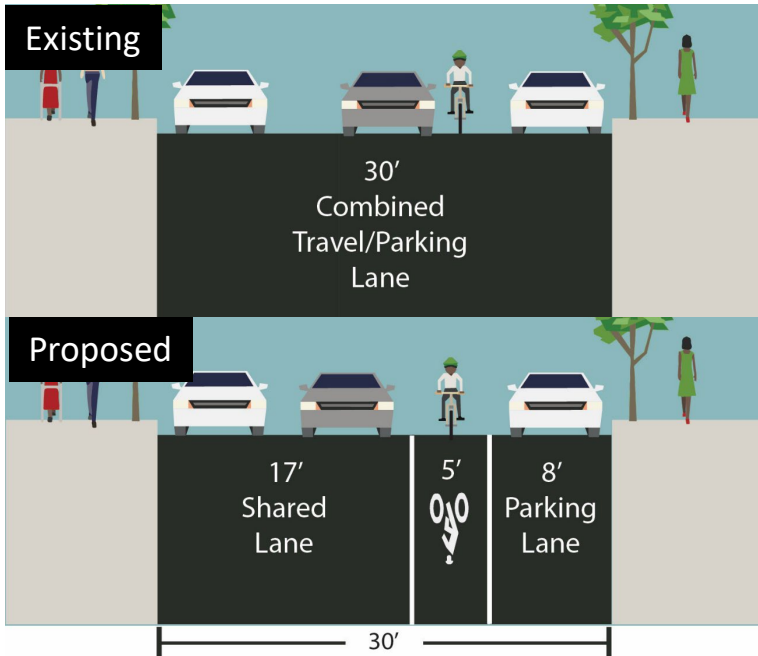 Existing
30′
Combined
Travel/Parking
Lane
Proposed
17′
Shared
Lane
5′
8′
Parking
Lane
30′